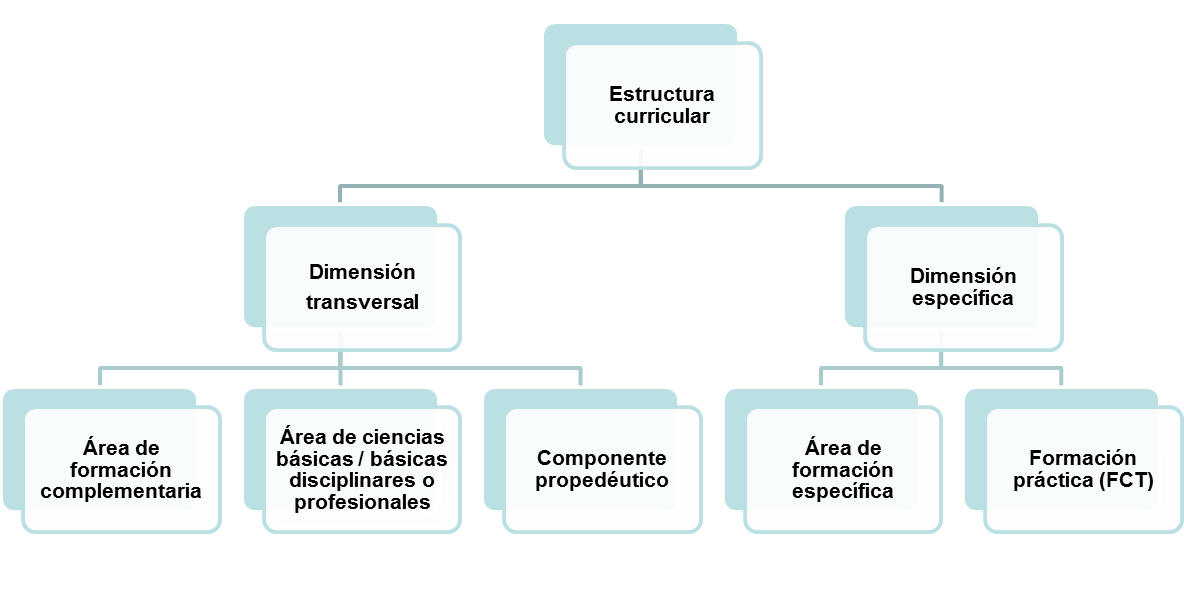 Estructura
curricular
Dimensión
transversal
Dimensión
específica
Área de
formación
complementaria
Área de ciencias
básicas / básicas
disciplinares o
profesionales
Componente
propedéutico
Área de
formación
específica
Formación
práctica (FCT)